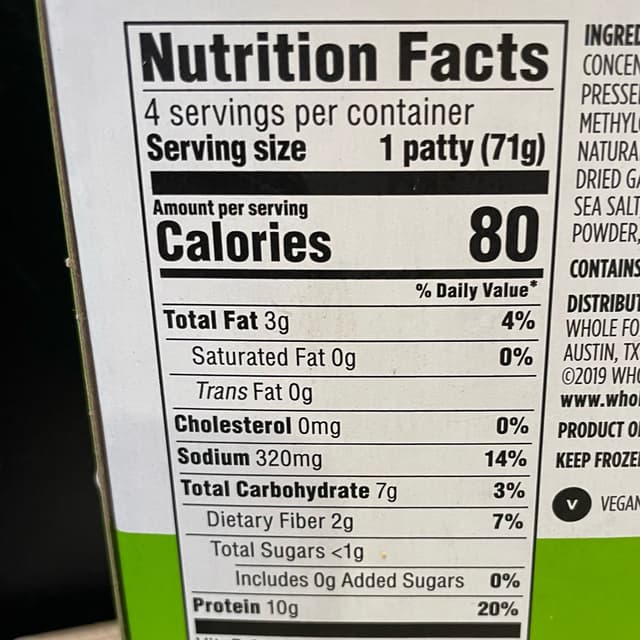 Nutrition Facts
4 servings per container
Serving size 1 patty (71g)
Amount per serving
Calories 80
% Daily Value*
Total Fat 3g 4%
Saturated Fat 0g 0%
Trans Fat 0g
Cholesterol 0mg 0%
Sodium 320mg 14%
Total Carbohydrate 7g 3%
Dietary Fiber 2g 7%
Total Sugars <1g
Includes 0g Added Sugars 0%
Protein 10g 20%
INGRED
CONCEN
PRESSE
METHYL
NATURA
DRIED GA
SEA SALT
POWDER,
CONTAINS
DISTRIBUT
WHOLE FO
AUSTIN, TX
©2019 WHO
www.whol
PRODUCT O
KEEP FROZE
V VEGAN